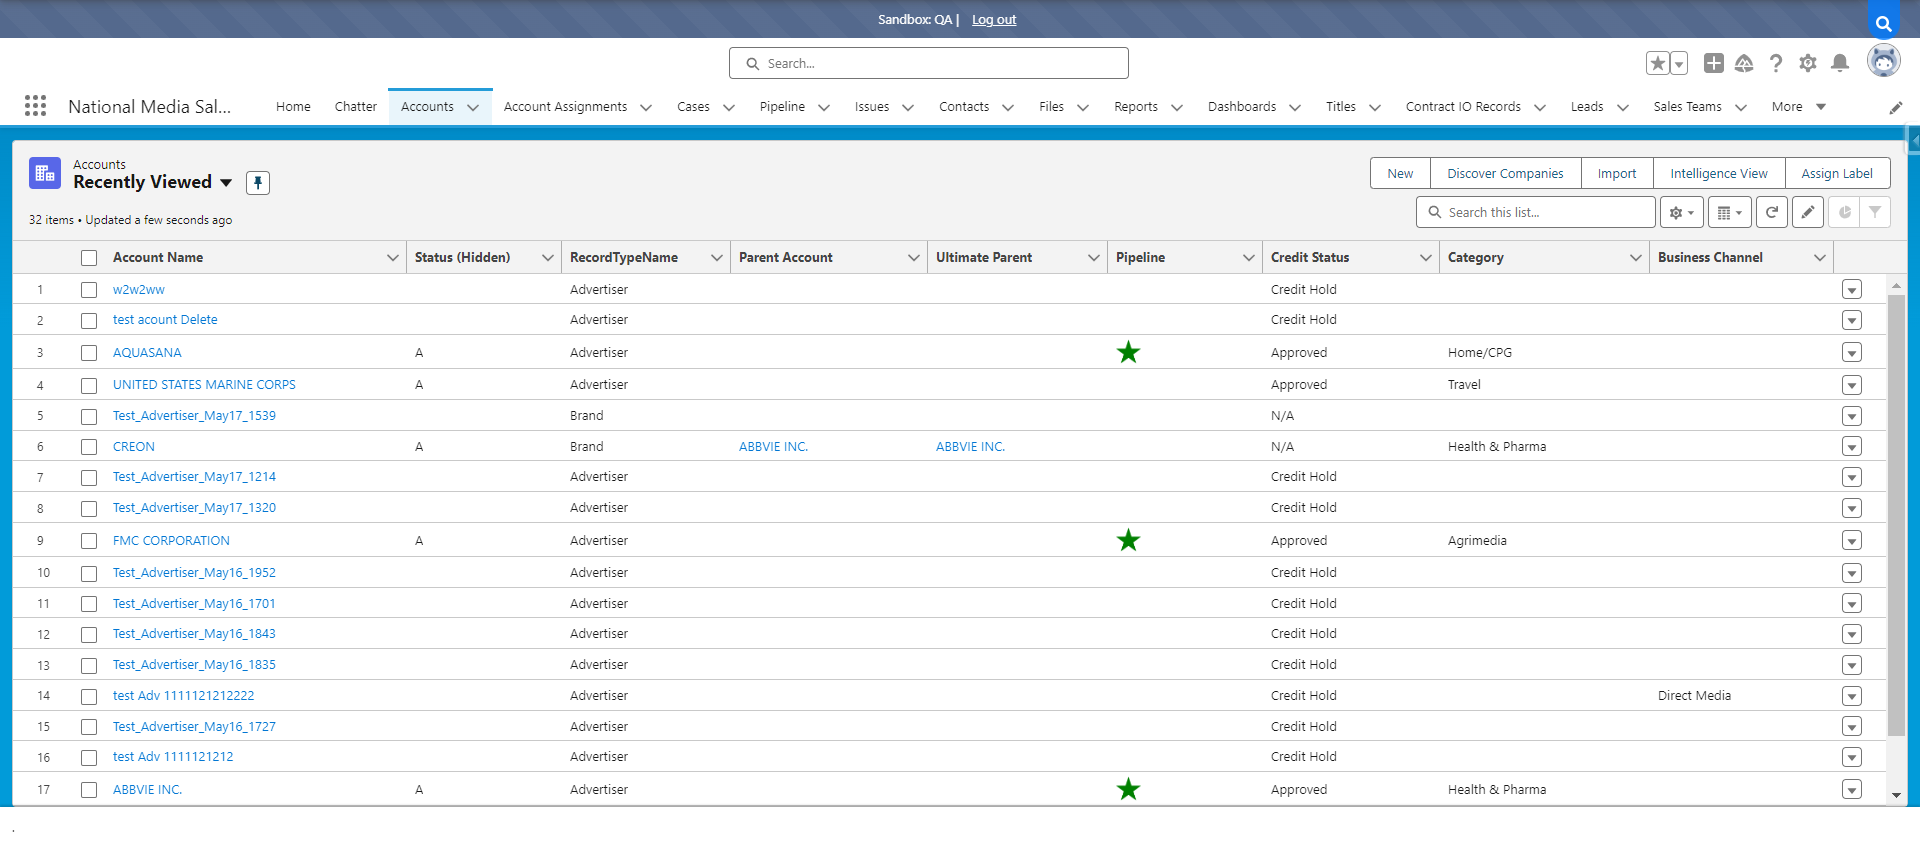 Sandbox: QA | Log out
Search...
National Media Sal...
Home Chatter Accounts Account Assignments Cases Pipeline Issues Contacts Files Reports Dashboards Titles Contract IO Records Leads Sales Teams More
Accounts
Recently Viewed
New Discover Companies Import Intelligence View Assign Label
32 items • Updated a few seconds ago
Search this list...
Account Name Status (Hidden) RecordTypeName Parent Account Ultimate Parent Pipeline Credit Status Category Business Channel
1 w2w2ww Advertiser Credit Hold
2 test acount Delete Advertiser Credit Hold
3 AQUASANA A Advertiser Approved Home/CPG
4 UNITED STATES MARINE CORPS A Advertiser Approved Travel
5 Test_Advertiser_May17_1539 Brand N/A
6 CREON A Brand ABBVIE INC. ABBVIE INC. N/A Health & Pharma
7 Test_Advertiser_May17_1214 Advertiser Credit Hold
8 Test_Advertiser_May17_1320 Advertiser Credit Hold
9 FMC CORPORATION A Advertiser Approved Agrimedia
10 Test_Advertiser_May16_1952 Advertiser Credit Hold
11 Test_Advertiser_May16_1701 Advertiser Credit Hold
12 Test_Advertiser_May16_1843 Advertiser Credit Hold
13 Test_Advertiser_May16_1835 Advertiser Credit Hold
14 test Adv 1111121212222 Advertiser Credit Hold Direct Media
15 Test_Advertiser_May16_1727 Advertiser Credit Hold
16 test Adv 1111121212 Advertiser Credit Hold
17 ABBVIE INC. A Advertiser Approved Health & Pharma
.